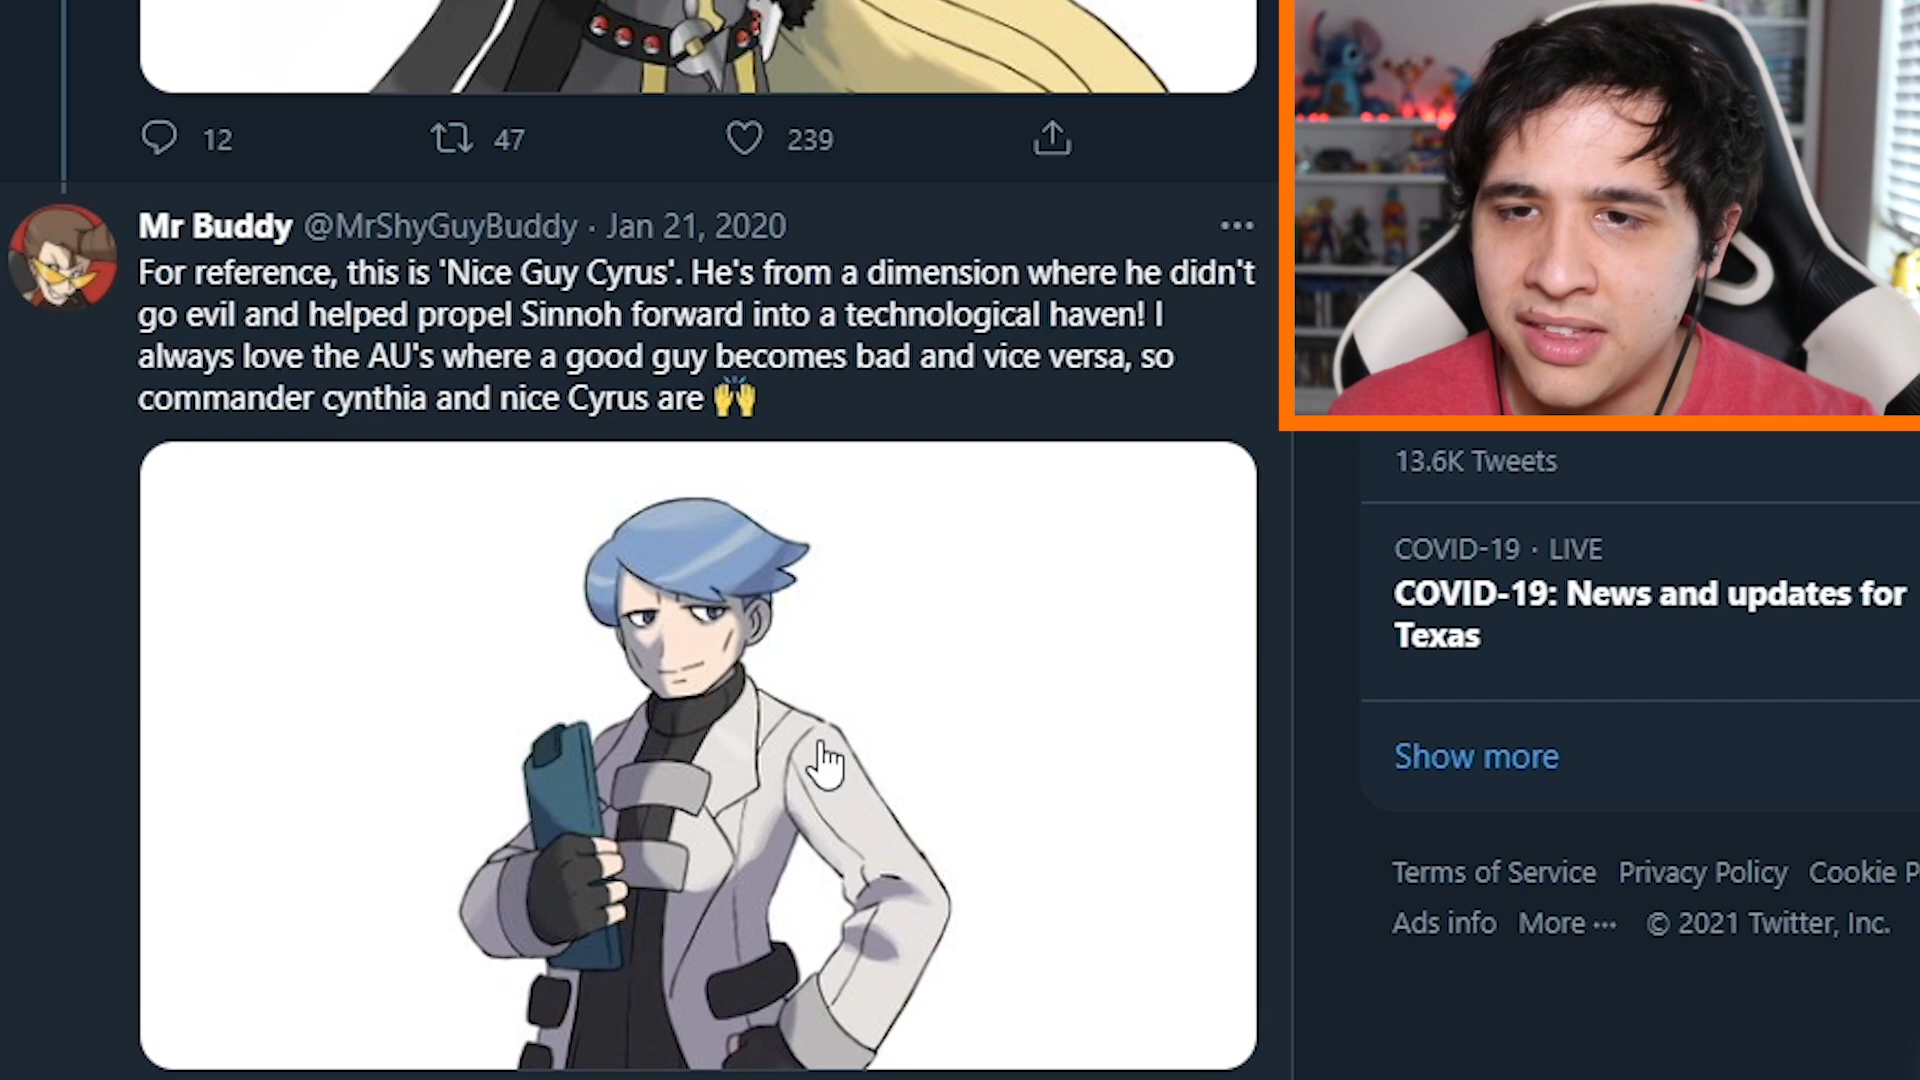 12 47 239
Mr Buddy @MrShyGuyBuddy · Jan 21, 2020
For reference, this is 'Nice Guy Cyrus'. He's from a dimension where he didn't
go evil and helped propel Sinnoh forward into a technological haven! I
always love the AU's where a good guy becomes bad and vice versa, so
commander cynthia and nice Cyrus are 🙌
13.6K Tweets
COVID-19 · LIVE
COVID-19: News and updates for
Texas
Show more
Terms of Service Privacy Policy Cookie P
Ads info More ··· © 2021 Twitter, Inc.